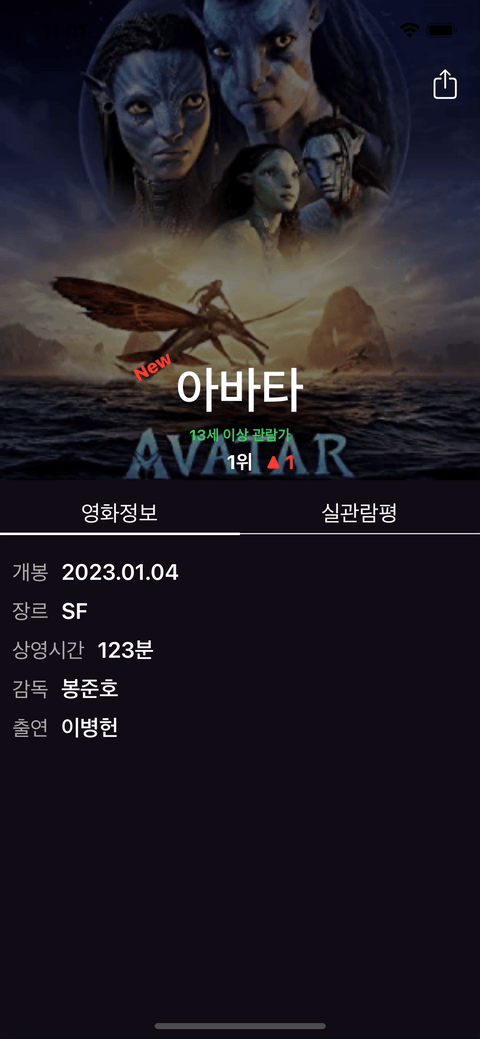 New
아바타
13세 이상 관람가
AVATAR
1위 ▲1
영화정보 실관람평
개봉 2023.01.04
장르 SF
상영시간 123분
감독 봉준호
출연 이병헌